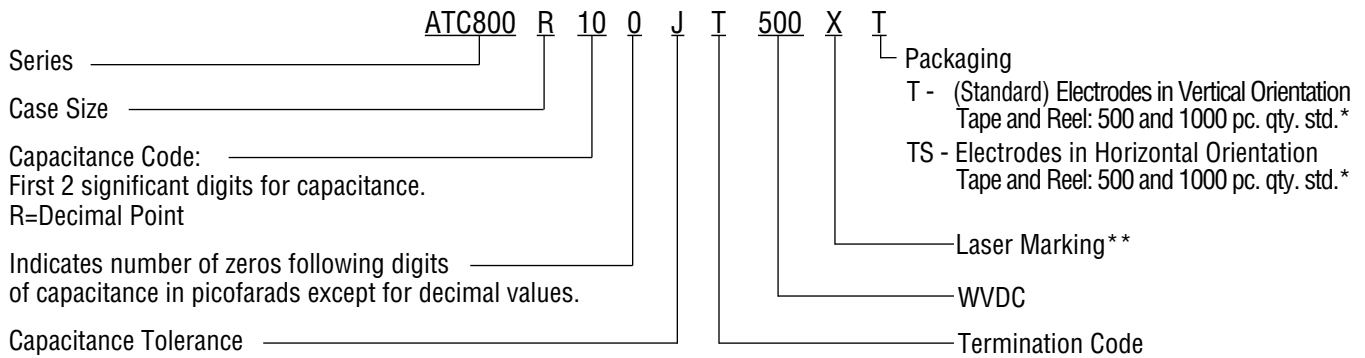 ATC800 R 10 0 J T 500 X T
Series
Case Size
Capacitance Code:
First 2 significant digits for capacitance.
R=Decimal Point
Indicates number of zeros following digits
of capacitance in picofarads except for decimal values.
Capacitance Tolerance
Packaging
T - (Standard) Electrodes in Vertical Orientation
Tape and Reel: 500 and 1000 pc. qty. std.*
TS - Electrodes in Horizontal Orientation
Tape and Reel: 500 and 1000 pc. qty. std.*
Laser Marking**
WVDC
Termination Code